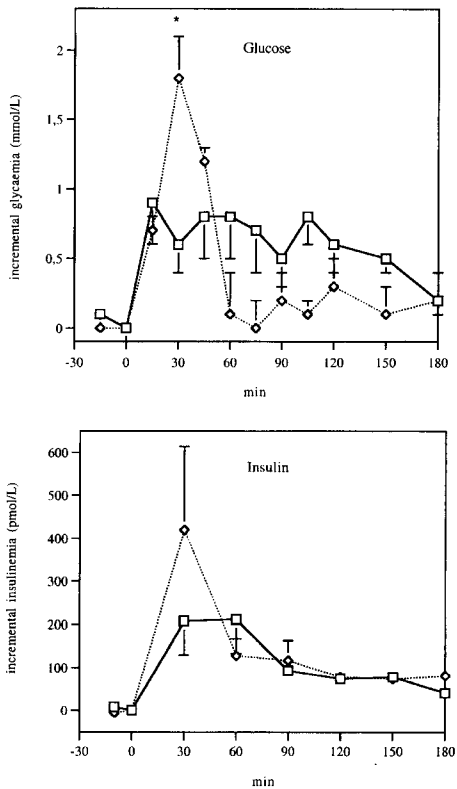 *
Glucose
incremental glycaemia (mmol/L)
2
1,5
1
0,5
0
-30 0 30 60 90 120 150 180
min
Insulin
incremental insulinemia (pmol/L)
600
500
400
300
200
100
0
-30 0 30 60 90 120 150 180
min